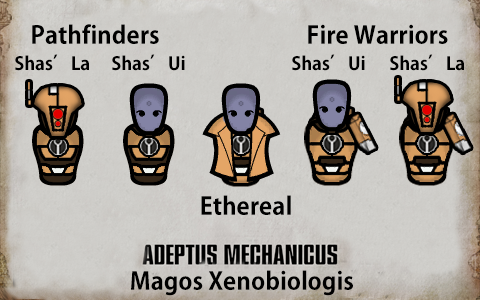 Pathfinders Fire Warriors
Shas´ La Shas´ Ui Shas´ Ui Shas´ La
Ethereal
ADEPTUS MECHANICUS
Magos Xenobiologis